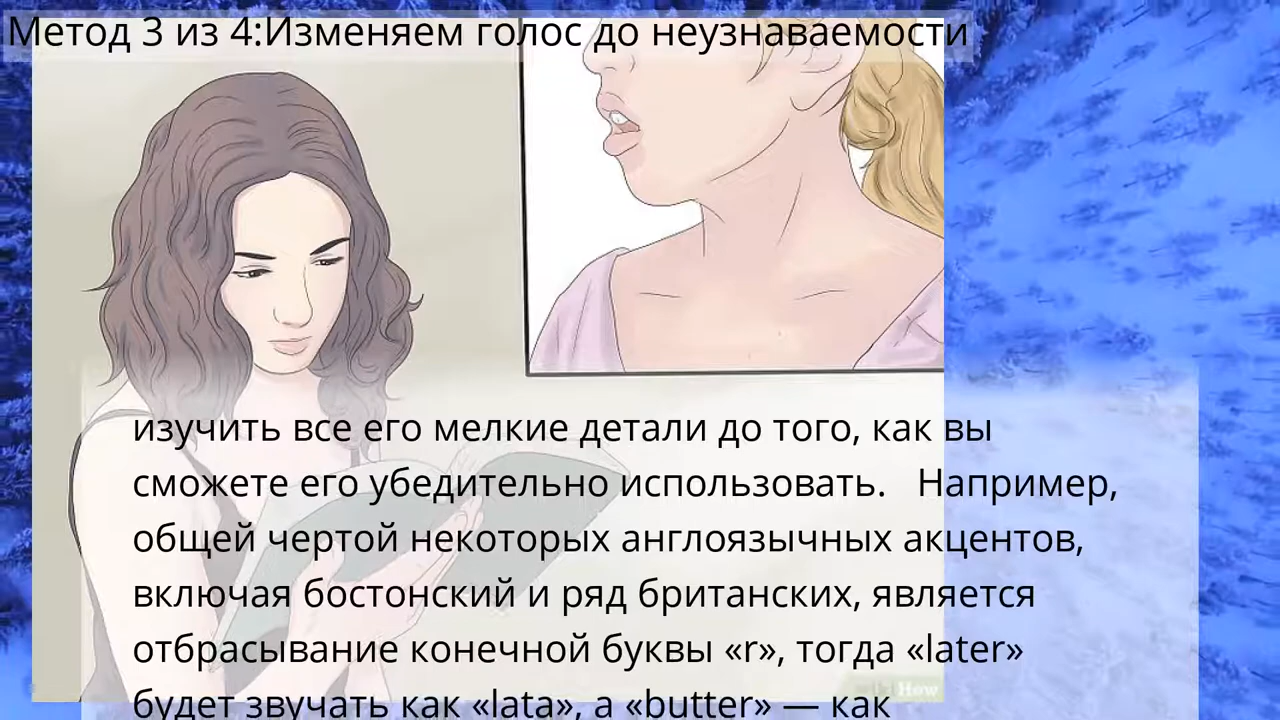 Метод 3 из 4:Изменяем голос до неузнаваемости
изучить все его мелкие детали до того, как вы
сможете его убедительно использовать. Например,
общей чертой некоторых англоязычных акцентов,
включая бостонский и ряд британских, является
отбрасывание конечной буквы «r», тогда «later»
будет звучать как «lata», а «butter» — как
How